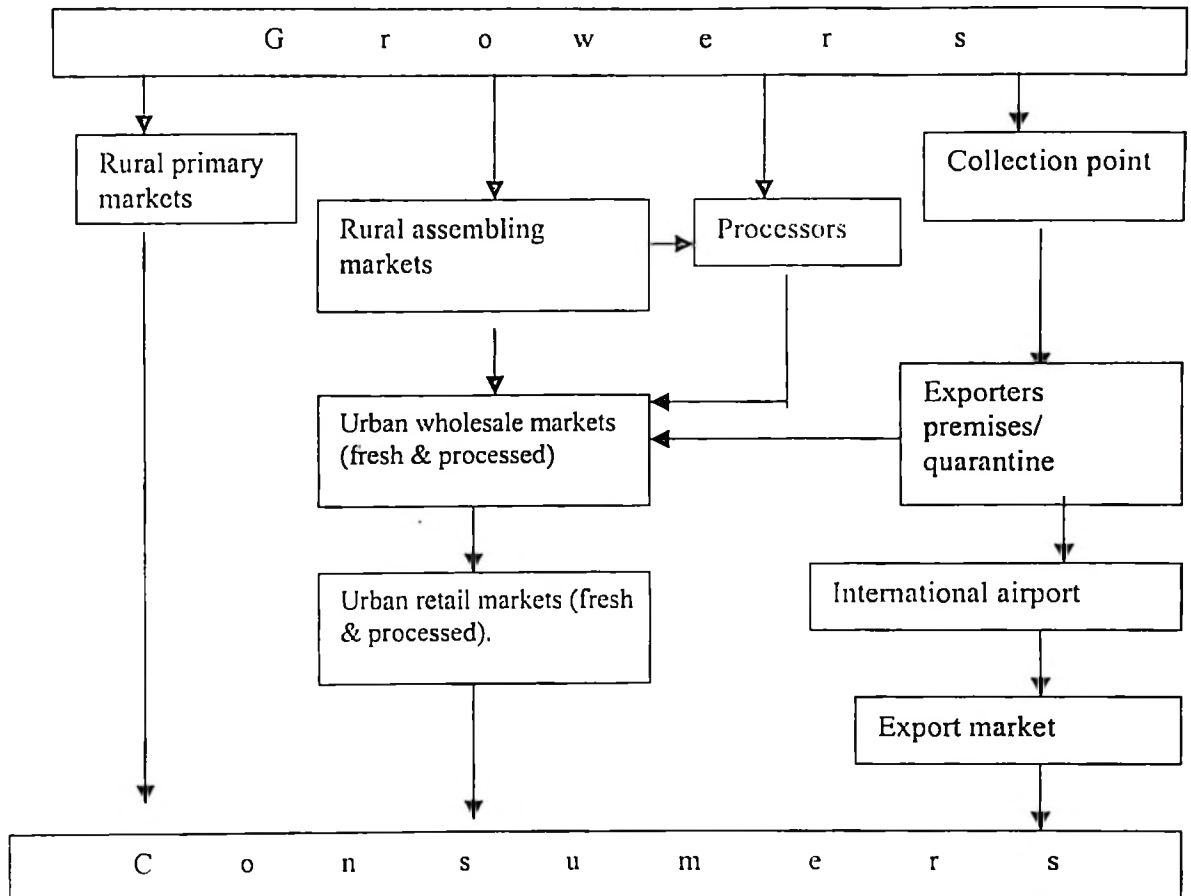 G r o w e r s
Rural primary
markets
Collection point
Rural assembling
markets
Processors
Urban wholesale markets
(fresh & processed)
Exporters
premises/
quarantine
Urban retail markets (fresh
& processed).
International airport
Export market
C o n s u m e r s